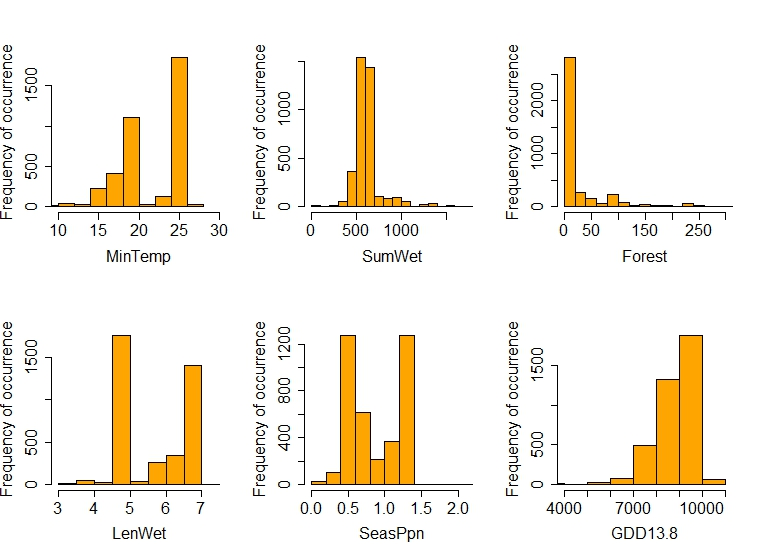 Frequency of occurrence
0 500 1500
10 15 20 25 30
MinTemp
Frequency of occurrence
0 500 1000
0 500 1000
SumWet
Frequency of occurrence
0 1000 2000
0 50 150 250
Forest
Frequency of occurrence
0 500 1500
3 4 5 6 7
LenWet
Frequency of occurrence
0 400 800 1200
0.0 0.5 1.0 1.5 2.0
SeasPpn
Frequency of occurrence
0 500 1500
4000 7000 10000
GDD13.8